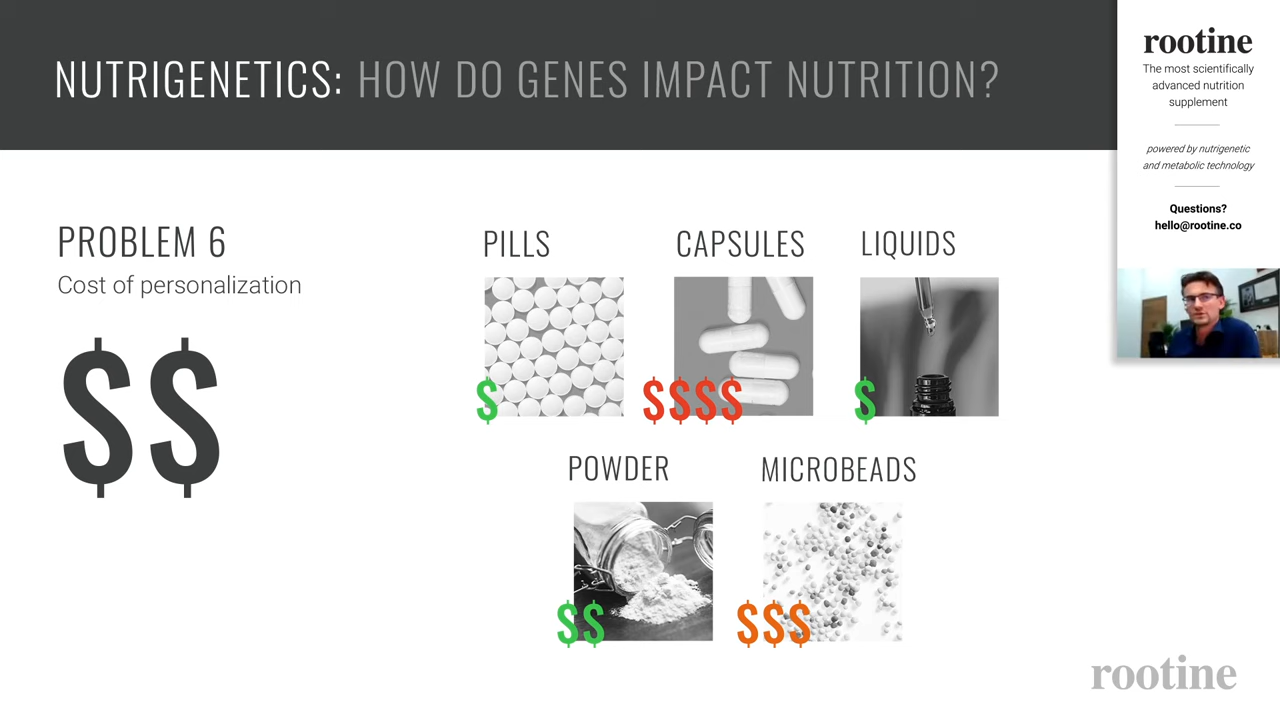 NUTRIGENETICS: HOW DO GENES IMPACT NUTRITION?
rootine
The most scientifically
advanced nutrition
supplement
powered by nutrigenetic
and metabolic technology
Questions?
hello@rootine.co
PROBLEM 6
Cost of personalization
$$
PILLS
CAPSULES
LIQUIDS
$
$$$$
$
POWDER
MICROBEADS
$$
$$$
rootine